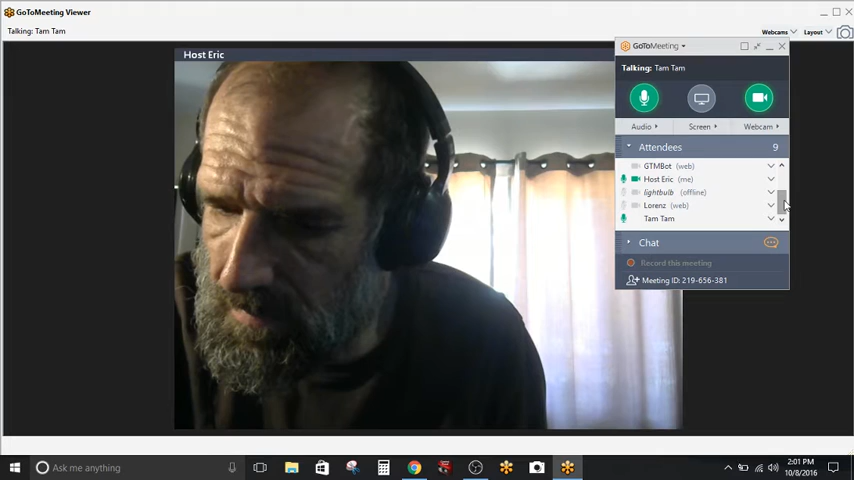 GoToMeeting Viewer
Talking: Tam Tam
Webcams
Layout
Host Eric
GoToMeeting
Talking: Tam Tam
Audio
Screen
Webcam
Attendees 9
GTMBot (web)
Host Eric (me)
lightbulb (offline)
Lorenz (web)
Tam Tam
Chat
Record this meeting
Meeting ID: 219-656-381
Ask me anything
2:01 PM
10/8/2016